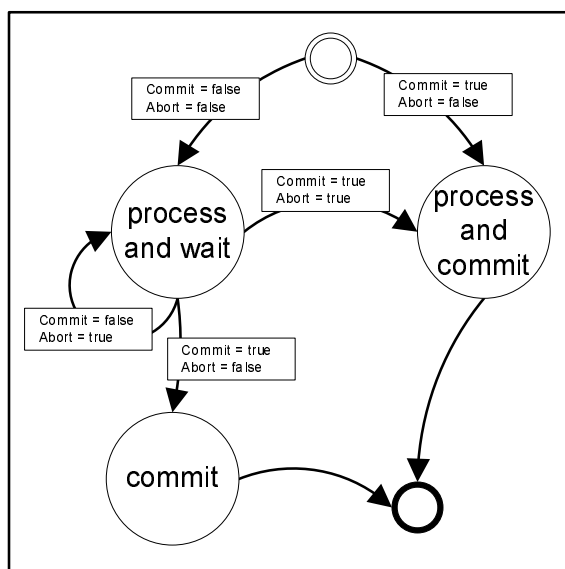 Commit = false
Abort = false
Commit = true
Abort = false
Commit = true
Abort = true
process
and wait
process
and
commit
Commit = false
Abort = true
Commit = true
Abort = false
commit